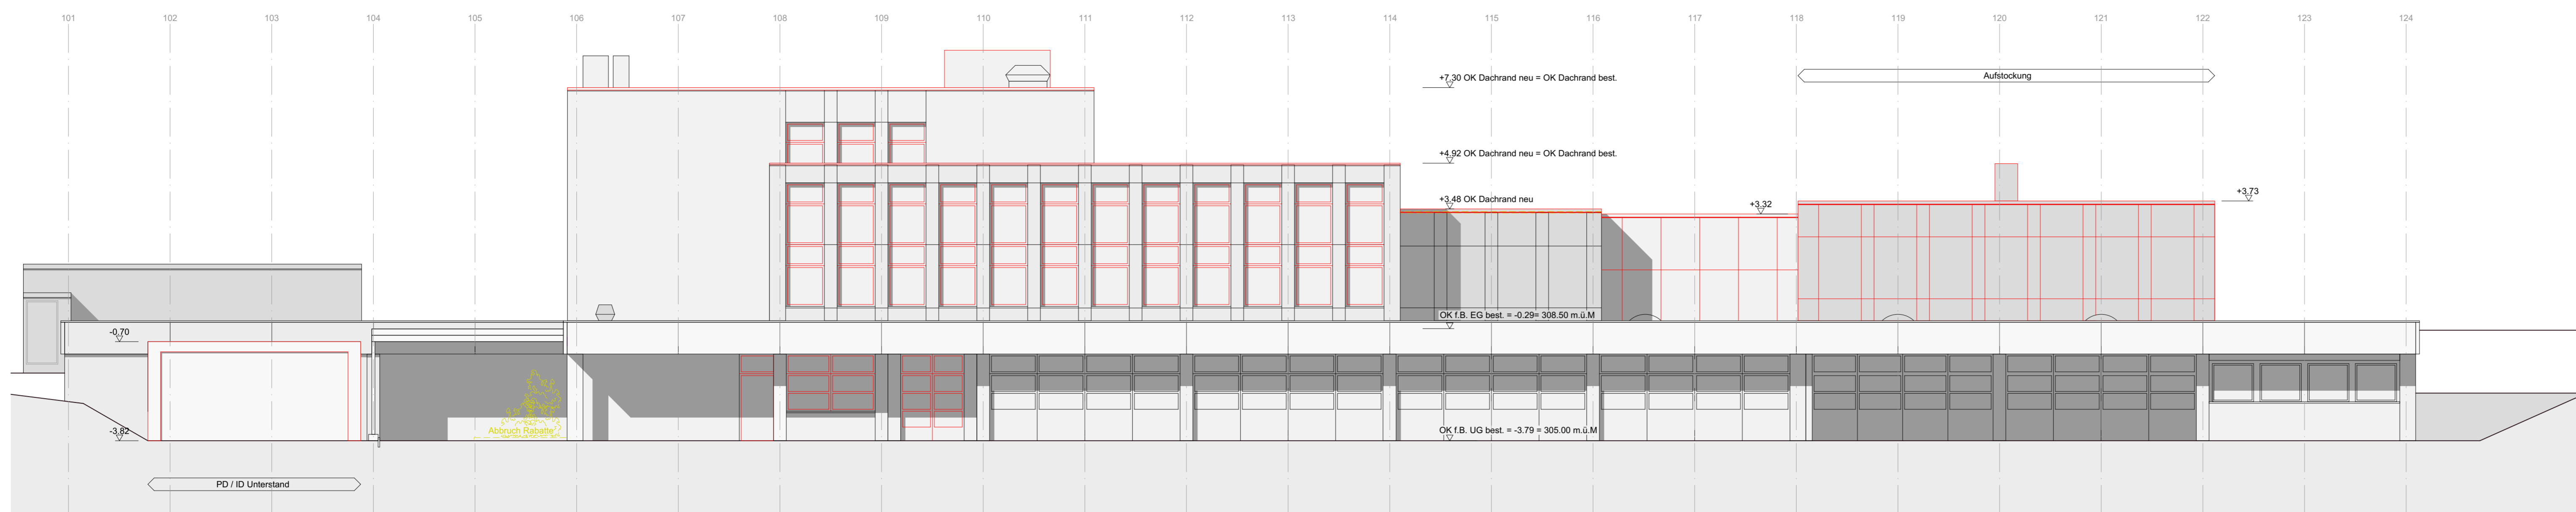 101 102 103 104 105 106 107 108 109 110 111 112 113 114 115 116 117 118 119 120 121 122 123 124
+7.30 OK Dachrand neu = OK Dachrand best.
Aufstockung
+4.92 OK Dachrand neu = OK Dachrand best.
+3.48 OK Dachrand neu
+3.32
+3.73
OK f.B. EG best. = -0.29= 308.50 m.ü.M
-0.70
Abbruch Rabatte
-3.82
OK f.B. UG best. = -3.79 = 305.00 m.ü.M
PD / ID Unterstand